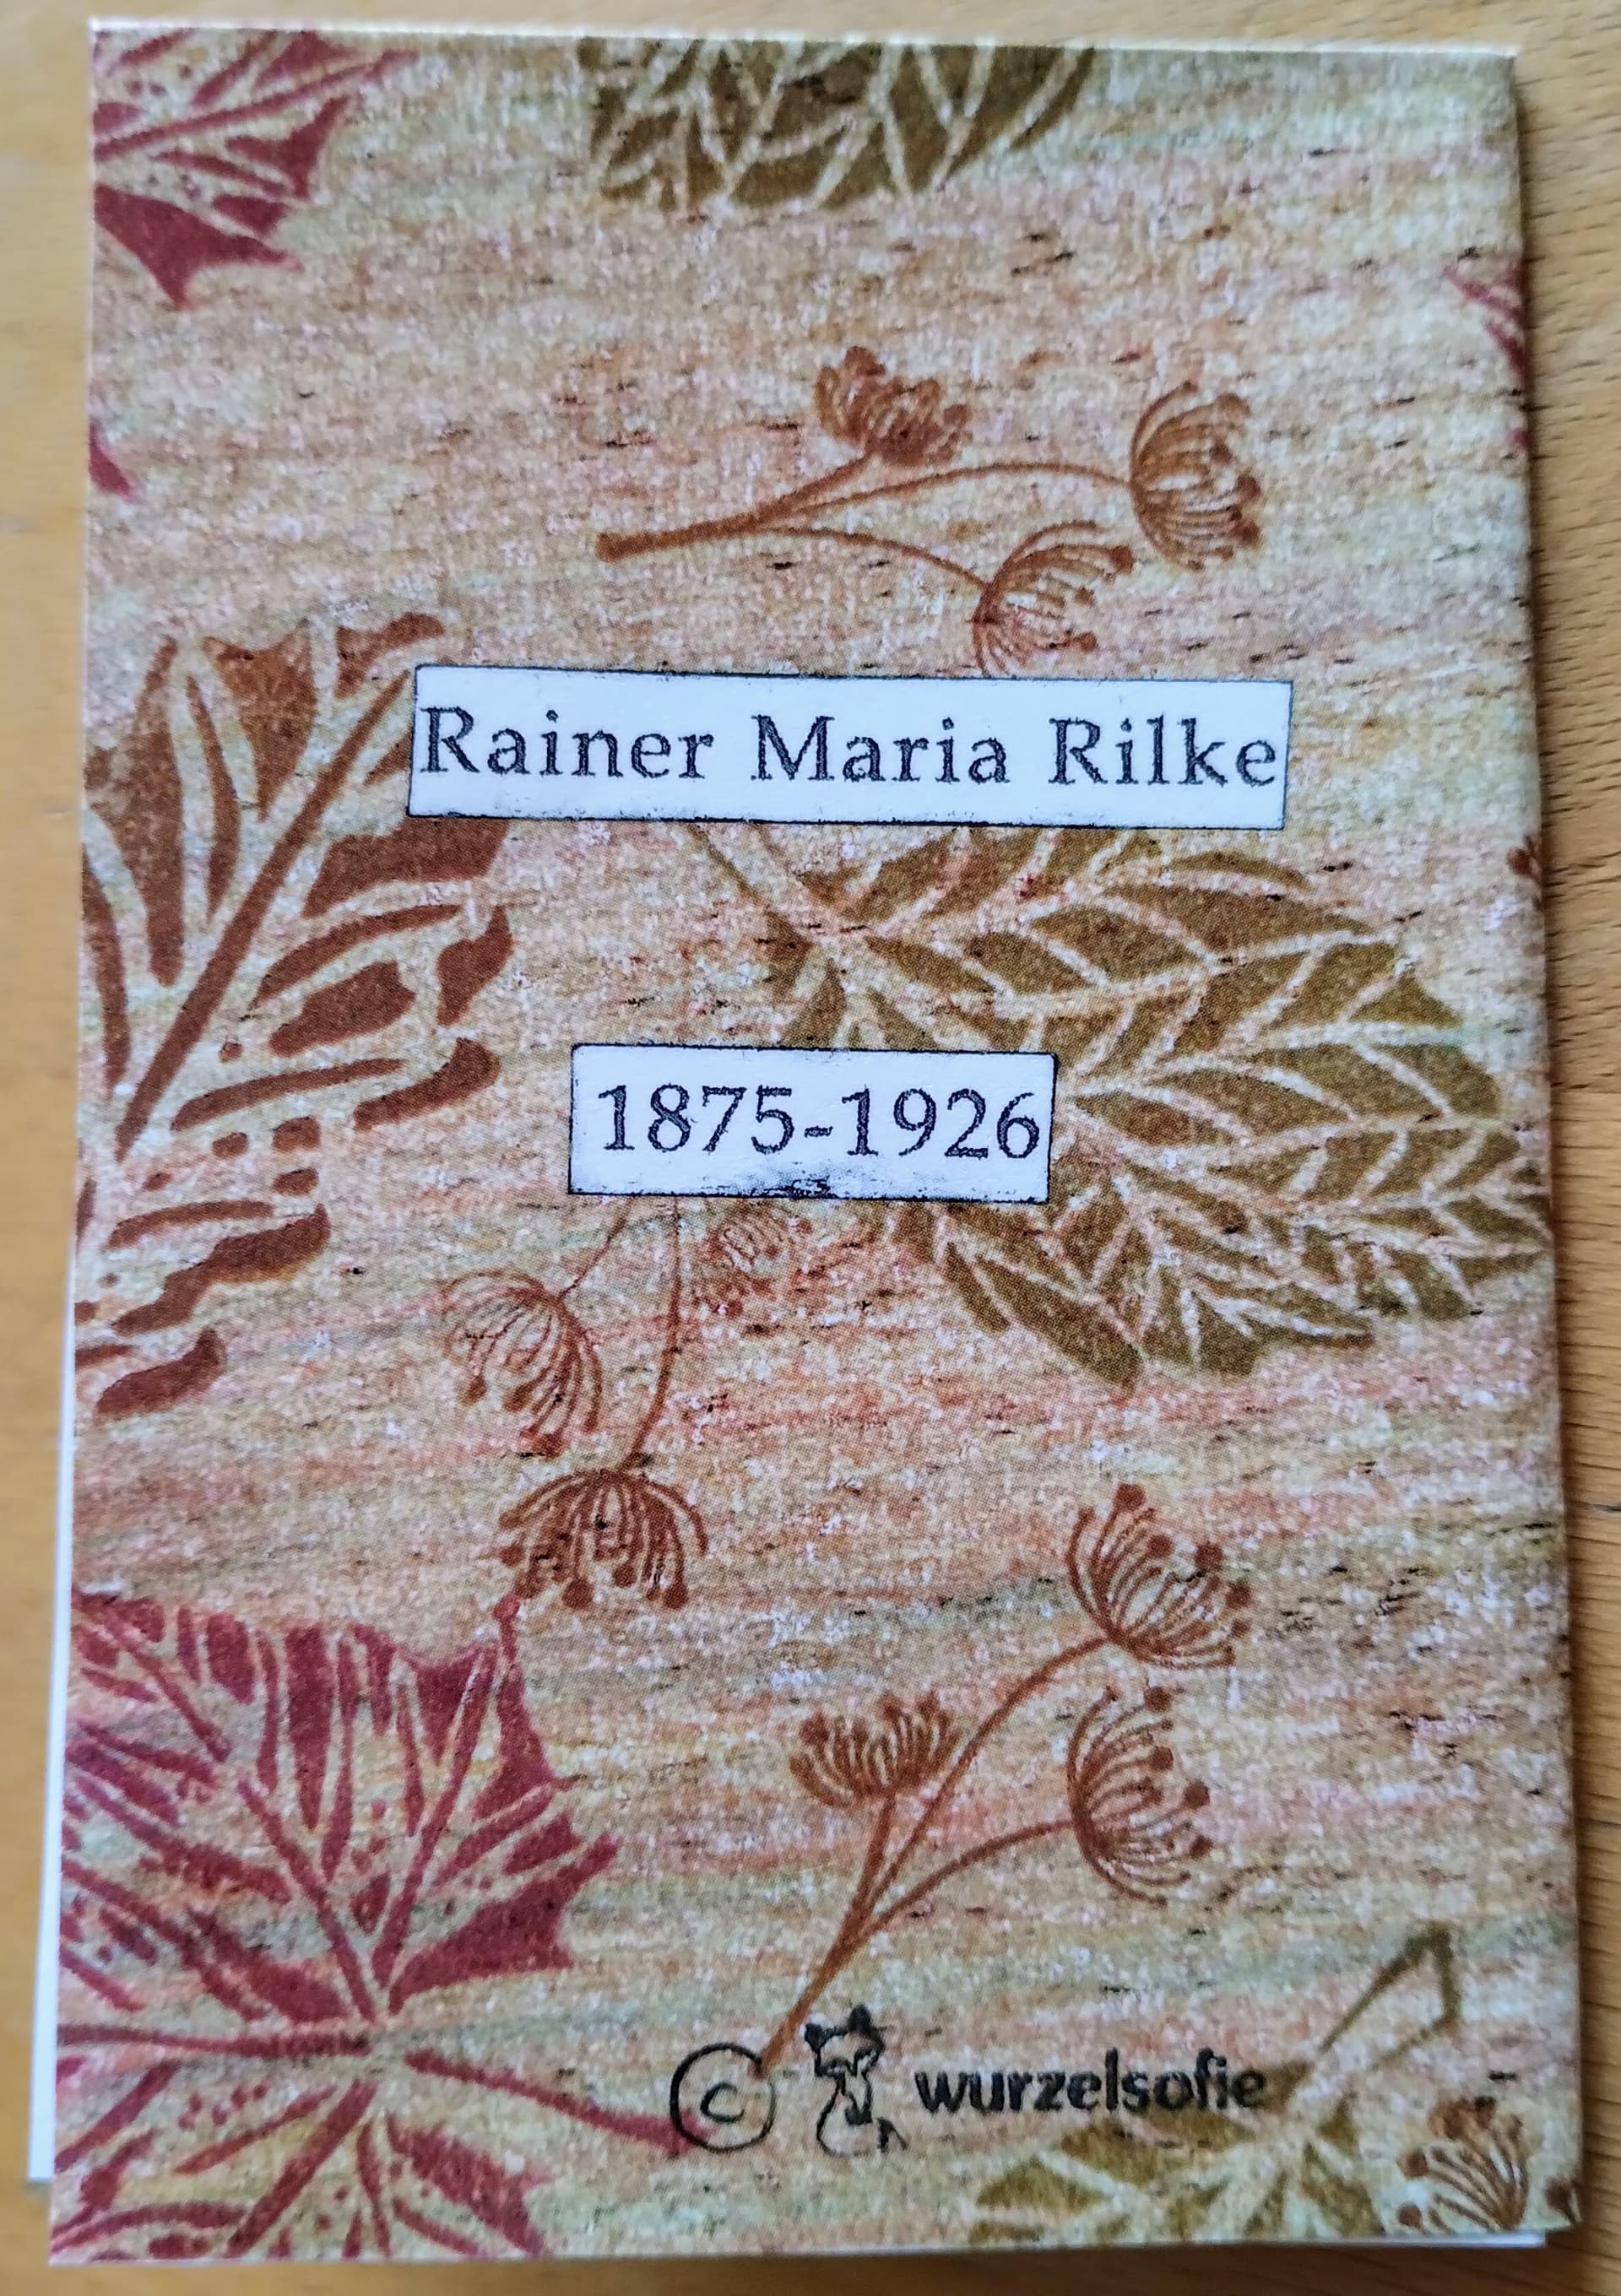 Rainer Maria Rilke
1875-1926
© wurzelsofie